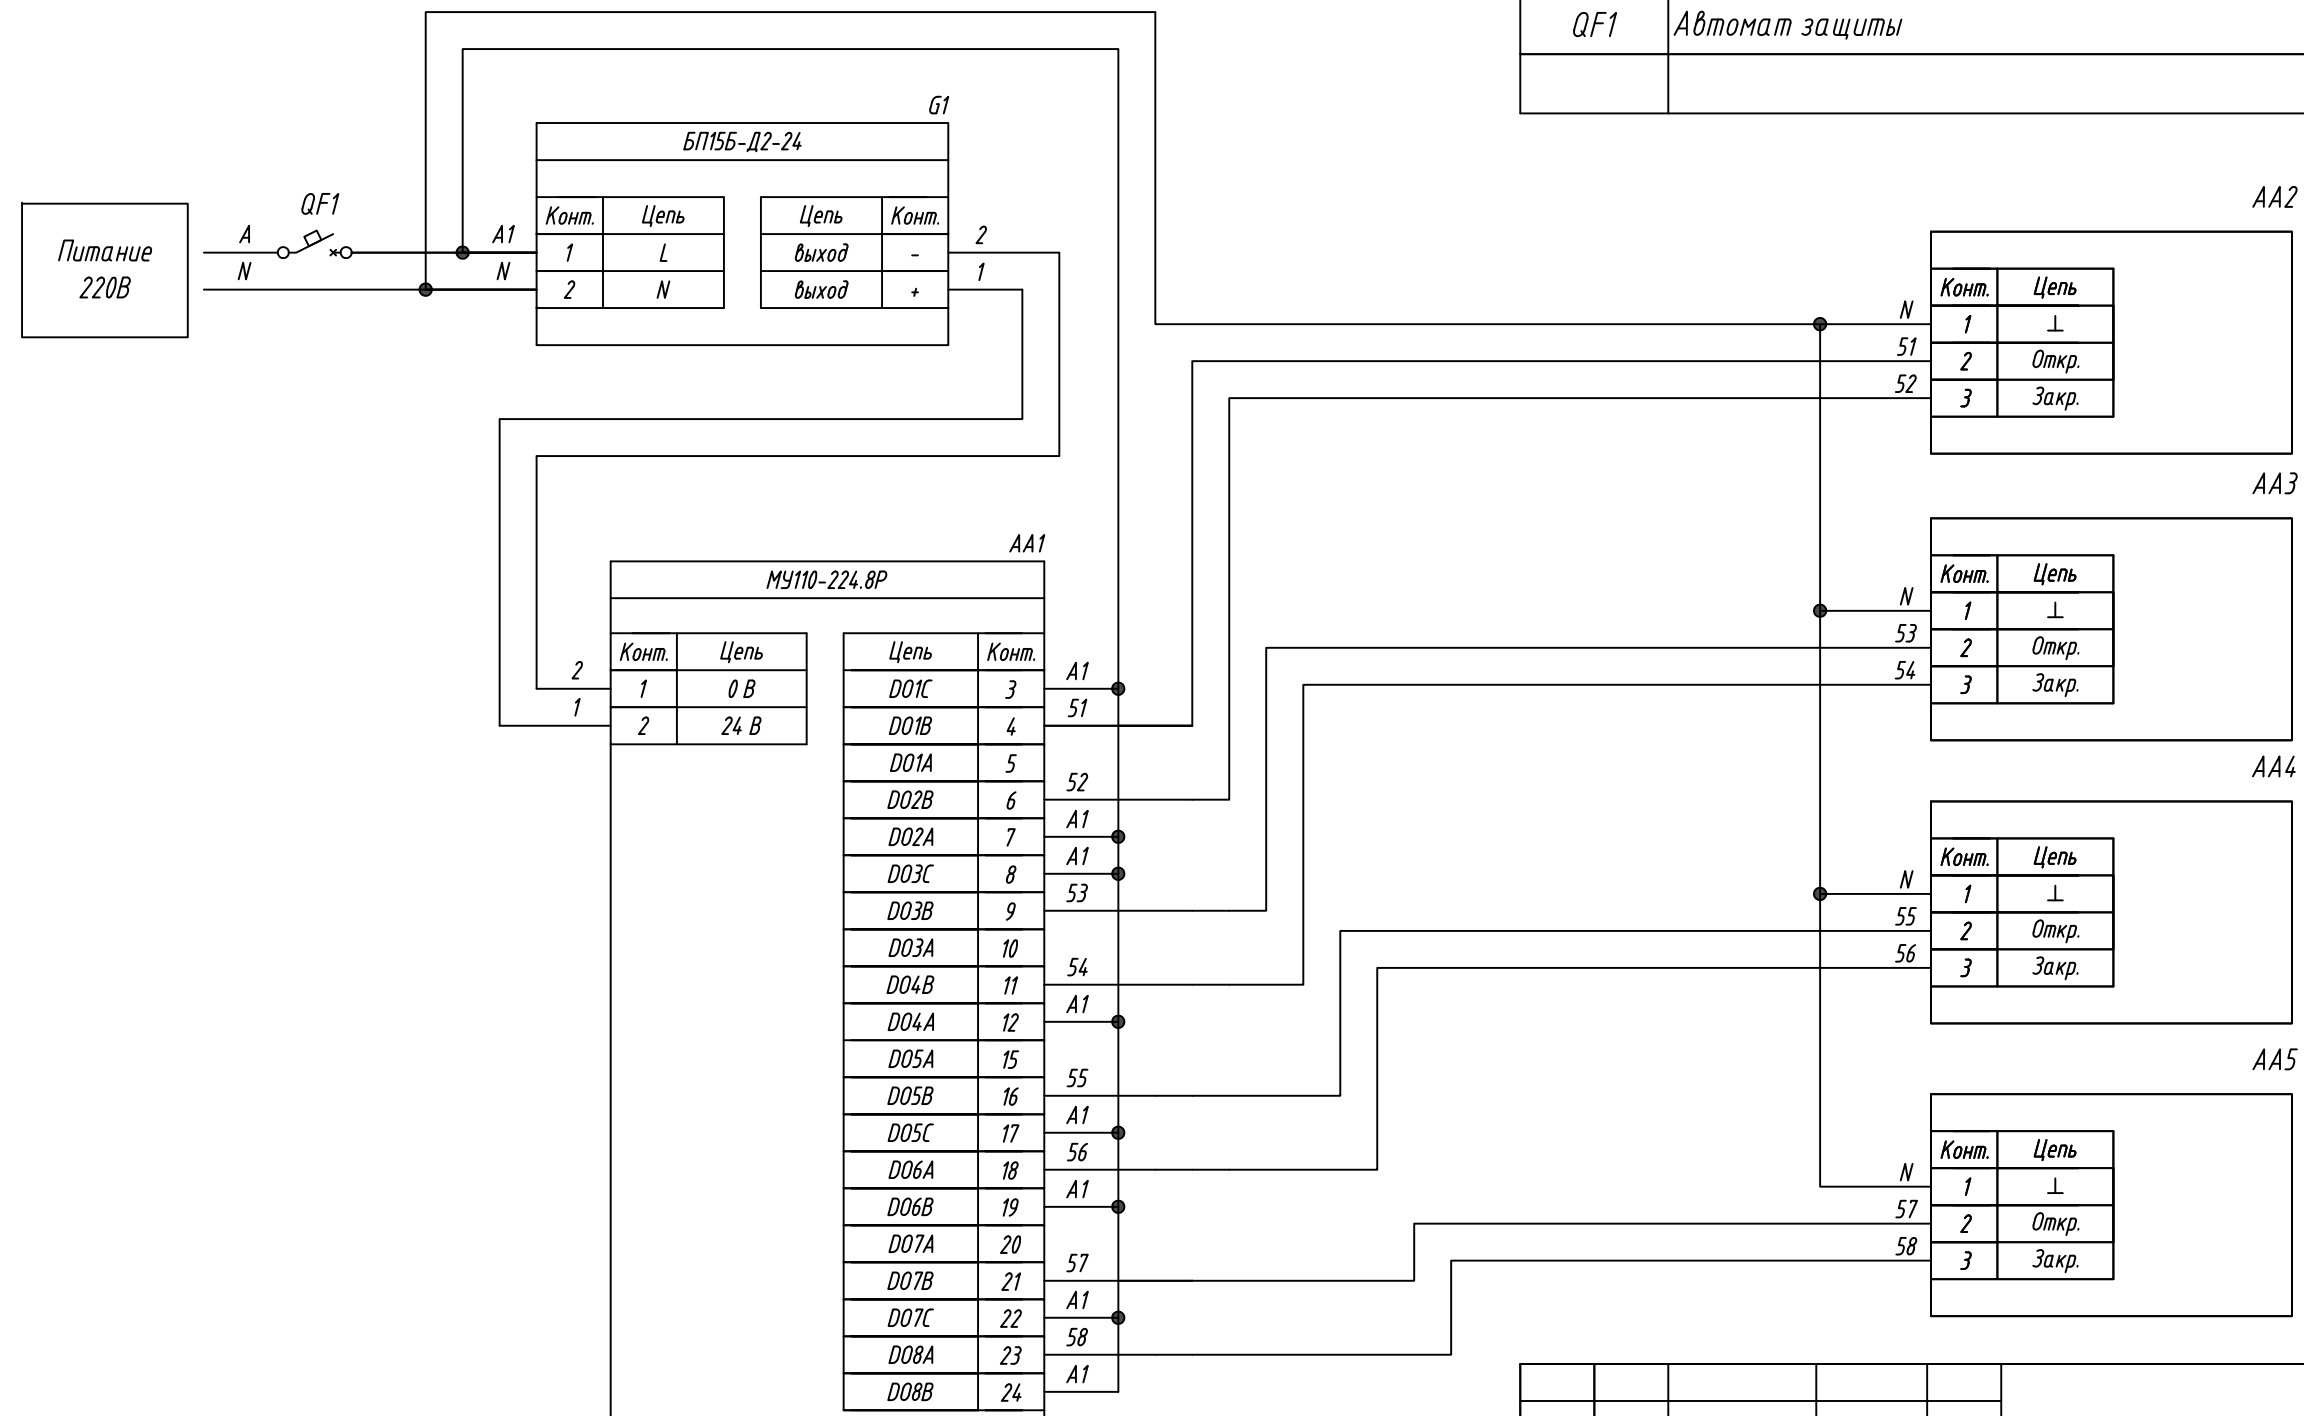 QF1 Автомат защиты
G1
БП15Б-Д2-24
QF1
Питание
220В
A
N
A1
N
Конт. Цепь
1 L
2 N
Цепь Конт.
выход -
выход +
2
1
AA2
Конт. Цепь
N 1 ⊥
51 2 Откр.
52 3 Закр.
AA3
Конт. Цепь
N 1 ⊥
53 2 Откр.
54 3 Закр.
AA4
Конт. Цепь
N 1 ⊥
55 2 Откр.
56 3 Закр.
AA5
Конт. Цепь
N 1 ⊥
57 2 Откр.
58 3 Закр.
AA1
МУ110-224.8Р
Конт. Цепь
2 1 0 В
1 2 24 В
Цепь Конт.
DO1C 3 A1
DO1B 4 51
DO1A 5
DO2B 6 52
DO2A 7 A1
DO3C 8 A1
DO3B 9 53
DO3A 10
DO4B 11 54
DO4A 12 A1
DO5A 15
DO5B 16 55
DO5C 17 A1
DO6A 18 56
DO6B 19 A1
DO7A 20
DO7B 21 57
DO7C 22 A1
DO8A 23 58
DO8B 24 A1